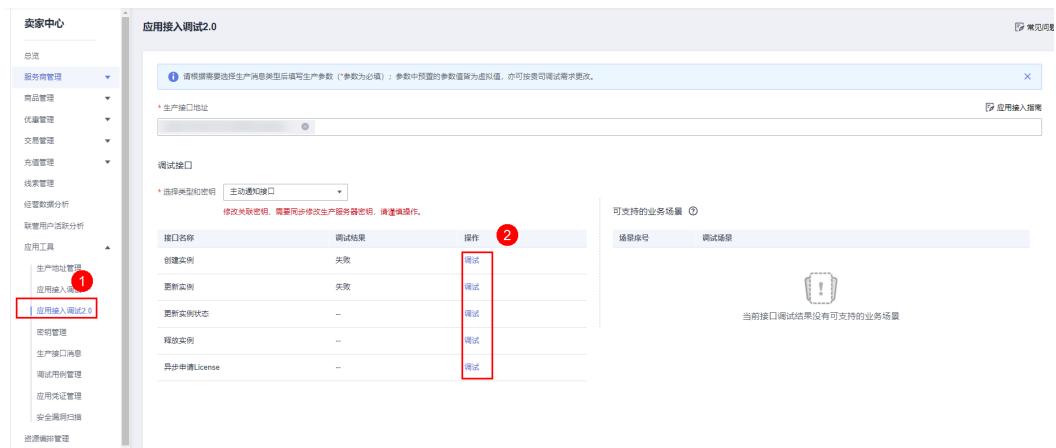 卖家中心
总览
服务商管理
商品管理
优惠管理
交易管理
充值管理
线索管理
经营数据分析
联营用户活跃分析
应用工具
生产地址管理
应用接入调试
1
应用接入调试2.0
密钥管理
生产接口消息
调试用例管理
应用凭证管理
安全漏洞扫描
资源编排管理
应用接入调试2.0
常见问题
请根据需要选择生产消息类型后填写生产参数（*参数为必填）；参数中预置的参数值皆为虚拟值，亦可按贵司调试需求更改。
* 生产接口地址
应用接入指南
调试接口
* 选择类型和密钥 主动通知接口
修改关联密钥，需要同步修改生产服务器密钥，请谨慎操作。
接口名称 调试结果 操作 2
创建实例 失败 调试
更新实例 失败 调试
更新实例状态 -- 调试
释放实例 -- 调试
异步申请License -- 调试
可支持的业务场景
场景序号 调试场景
当前接口调试结果没有可支持的业务场景